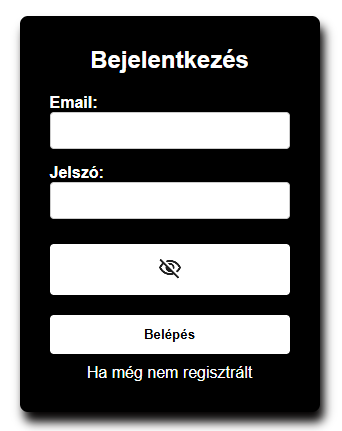 Bejelentkezés
Email:
Jelszó:
Belépés
Ha még nem regisztrált